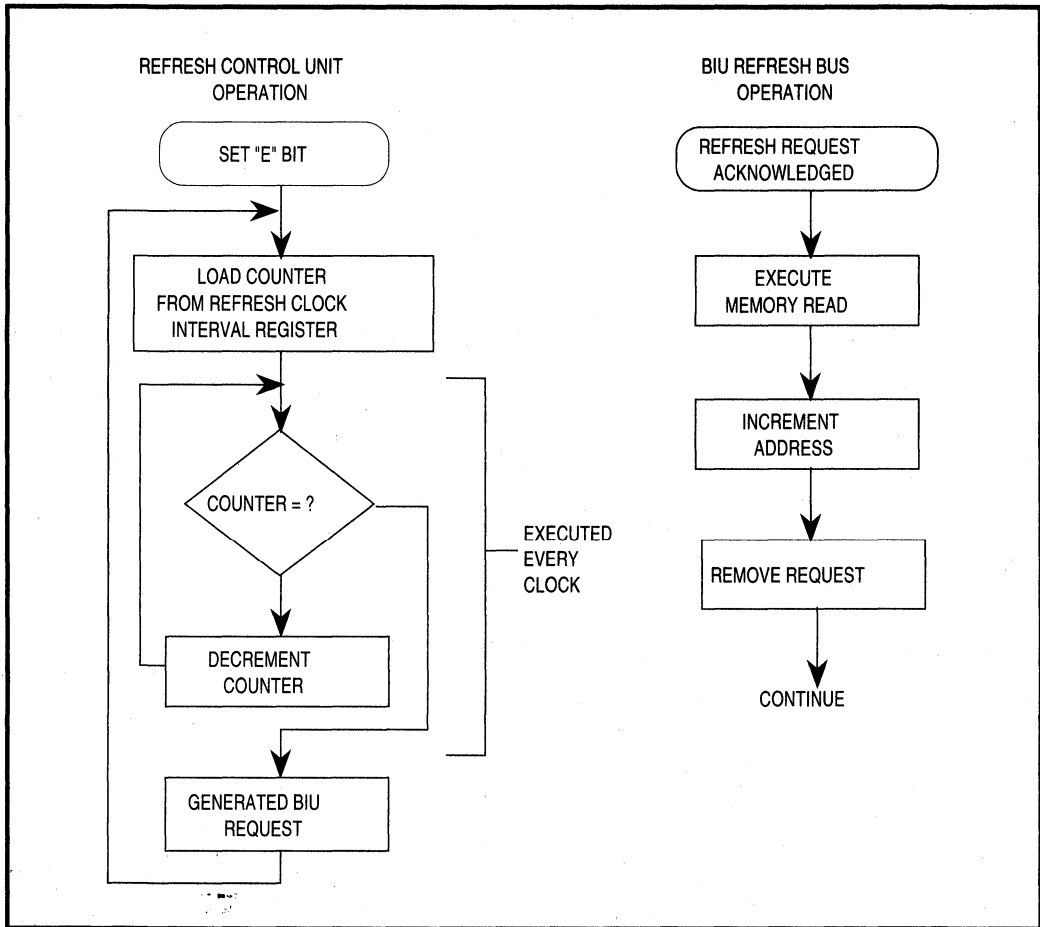 REFRESH CONTROL UNIT
OPERATION
SET "E" BIT
LOAD COUNTER
FROM REFRESH CLOCK
INTERVAL REGISTER
COUNTER = ?
EXECUTED
EVERY
CLOCK
DECREMENT
COUNTER
GENERATED BIU
REQUEST
BIU REFRESH BUS
OPERATION
REFRESH REQUEST
ACKNOWLEDGED
EXECUTE
MEMORY READ
INCREMENT
ADDRESS
REMOVE REQUEST
CONTINUE